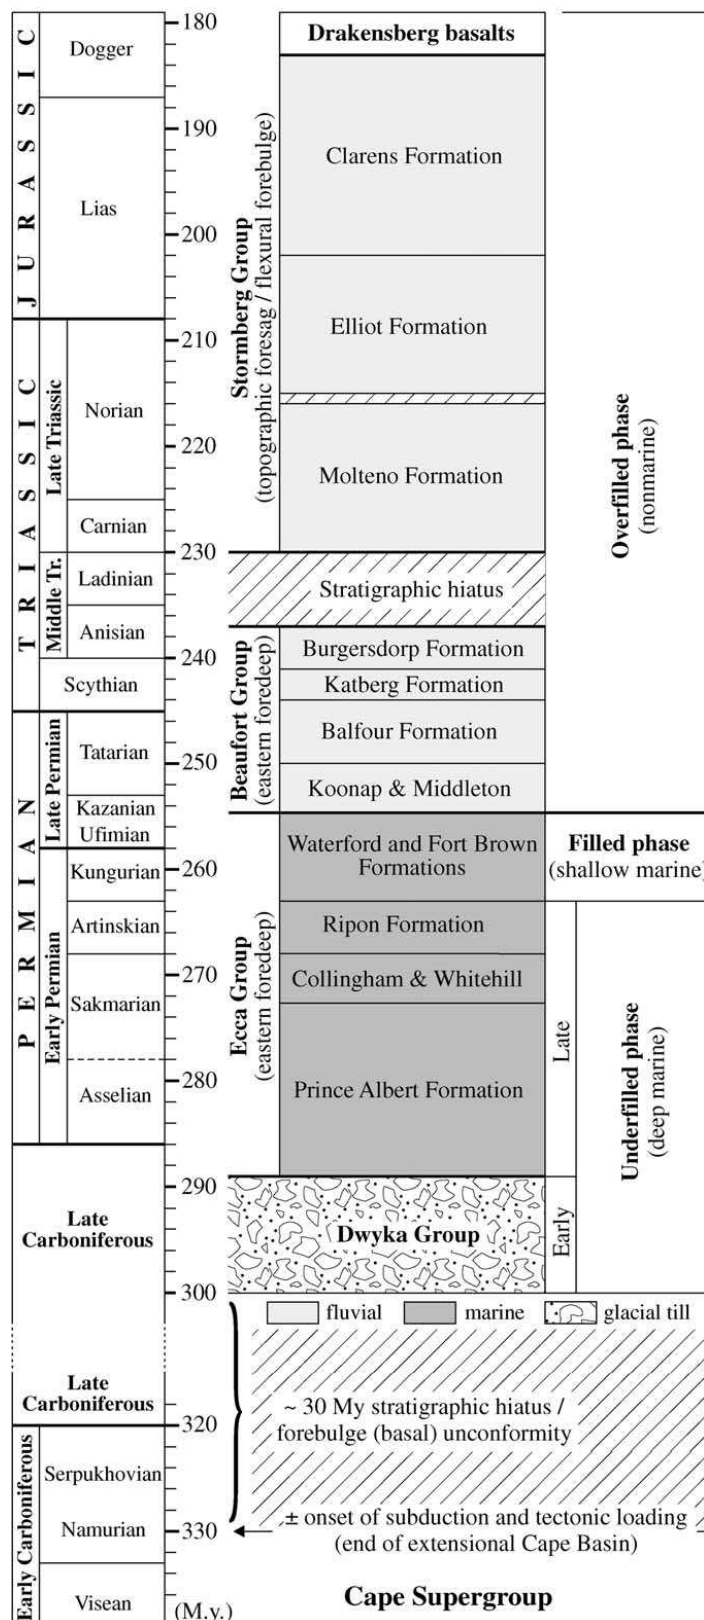 JURASSIC
Dogger
Lias
TRIASSIC
Late Triassic
Norian
Carnian
Middle Tr.
Ladinian
Anisian
Scythian
PERMIAN
Late Permian
Tatarian
Kazanian
Ufimian
Early Permian
Kungurian
Artinskian
Sakmarian
Asselian
Late
Carboniferous
Late
Carboniferous
Early Carboniferous
Serpukhovian
Namurian
Visean
180
190
200
210
220
230
240
250
260
270
280
290
300
320
330
(M.y.)
Stormberg Group
(topographic foresag / flexural forebulge)
Beaufort Group
(eastern foredeep)
Ecca Group
(eastern foredeep)
Drakensberg basalts
Clarens Formation
Elliot Formation
Molteno Formation
Stratigraphic hiatus
Burgersdorp Formation
Katberg Formation
Balfour Formation
Koonap & Middleton
Waterford and Fort Brown
Formations
Ripon Formation
Collingham & Whitehill
Prince Albert Formation
Dwyka Group
Overfilled phase
(nonmarine)
Filled phase
(shallow marine)
Late
Early
Underfilled phase
(deep marine)
fluvial
marine
glacial till
~ 30 My stratigraphic hiatus /
forebulge (basal) unconformity
± onset of subduction and tectonic loading
(end of extensional Cape Basin)
Cape Supergroup